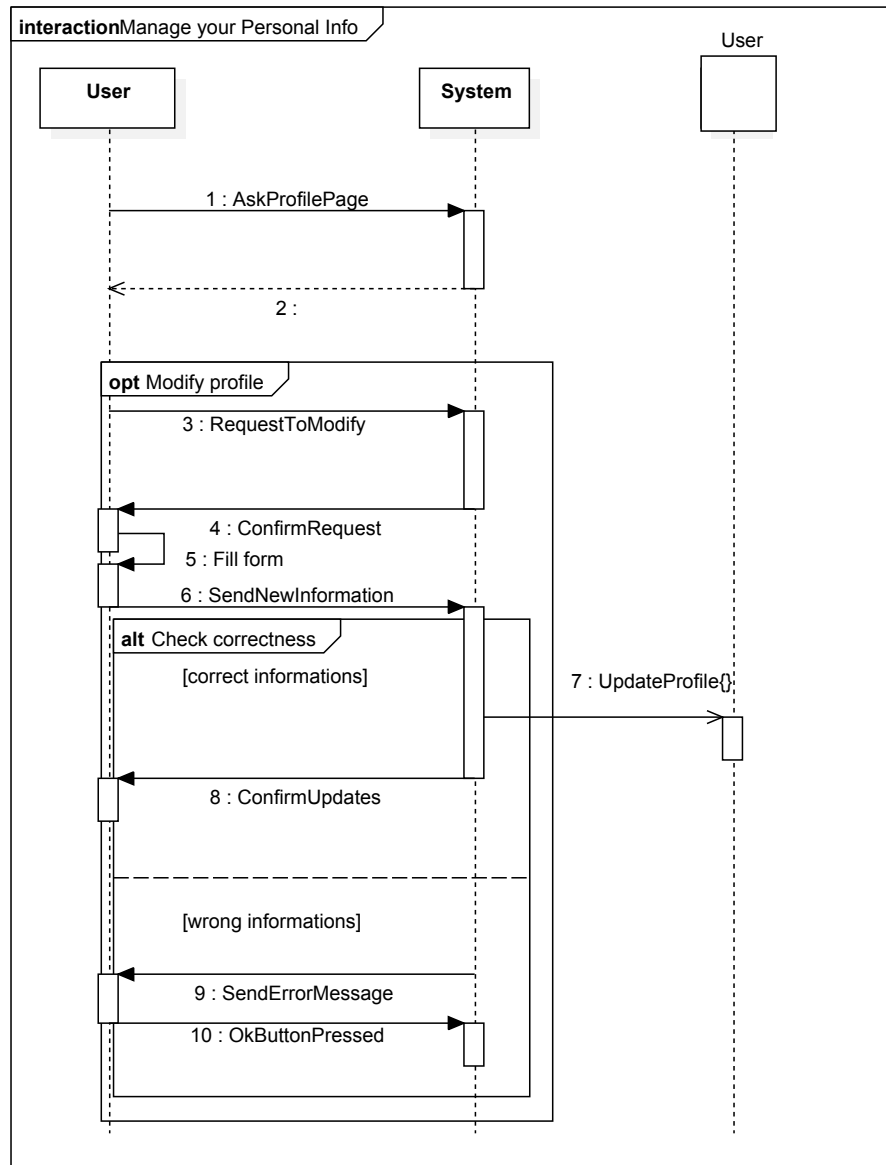 interactionManage your Personal Info
User
User
System
1 : AskProfilePage
2 :
opt Modify profile
3 : RequestToModify
4 : ConfirmRequest
5 : Fill form
6 : SendNewInformation
alt Check correctness
[correct informations]
7 : UpdateProfile{}
8 : ConfirmUpdates
[wrong informations]
9 : SendErrorMessage
10 : OkButtonPressed